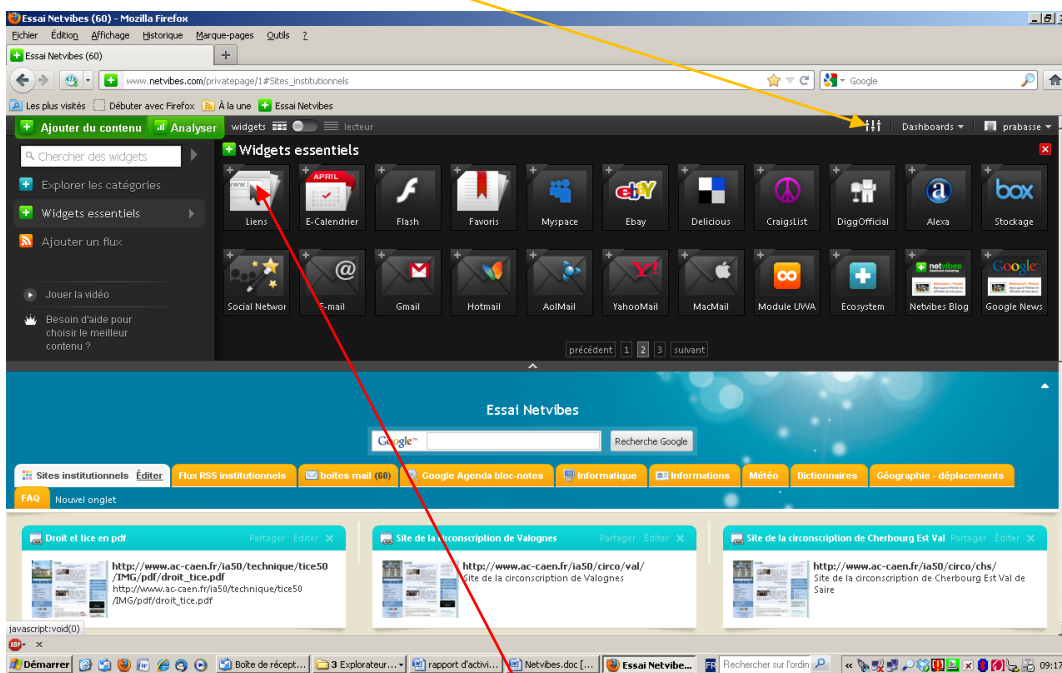 Essai Netvibes (60) - Mozilla Firefox
Fichier Édition Affichage Historique Marque-pages Outils ?
Essai Netvibes (60)
www.netvibes.com/privatepage/1#Sites_institutionnels
Google
Les plus visités Débuter avec Firefox À la une Essai Netvibes
Ajouter du contenu Analyser widgets lecteur Dashboards prabasse
Chercher des widgets
Explorer les catégories
Widgets essentiels
Ajouter un flux
Jouer la vidéo
Besoin d'aide pour
choisir le meilleur
contenu ?
Widgets essentiels
APRIL
Liens E-Calendrier Flash Favoris Myspace Ebay Delicious CraigsList DiggOfficial Alexa Stockage
Social Networ E-mail Gmail Hotmail AolMail YahooMail MacMail Module UWA Ecosystem Netvibes Blog Google News
précédent 1 2 3 suivant
Essai Netvibes
Google Recherche Google
Sites institutionnels Éditer Flux RSS institutionnels boîtes mail (60) Google Agenda bloc-notes Informatique Informations Météo Dictionnaires Géographie - déplacements
FAQ Nouvel onglet
Droit et tice en pdf Partager Éditer
http://www.ac-caen.fr/ia50/technique/tice50
/IMG/pdf/droit_tice.pdf
http://www.ac-caen.fr/ia50/technique/tice50
/IMG/pdf/droit_tice.pdf
Site de la circonscription de Valognes Partager Éditer
http://www.ac-caen.fr/ia50/circo/val/
Site de la circonscription de Valognes
Site de la circonscription de Cherbourg Est Val Partager Éditer
http://www.ac-caen.fr/ia50/circo/chs/
Site de la circonscription de Cherbourg Est Val de
Saire
javascript:void(0)
Démarrer Boîte de récept... 3 Explorateur... rapport d'activi... Netvibes.doc [... Essai Netvibe... FR Rechercher sur l'ordin 09:17